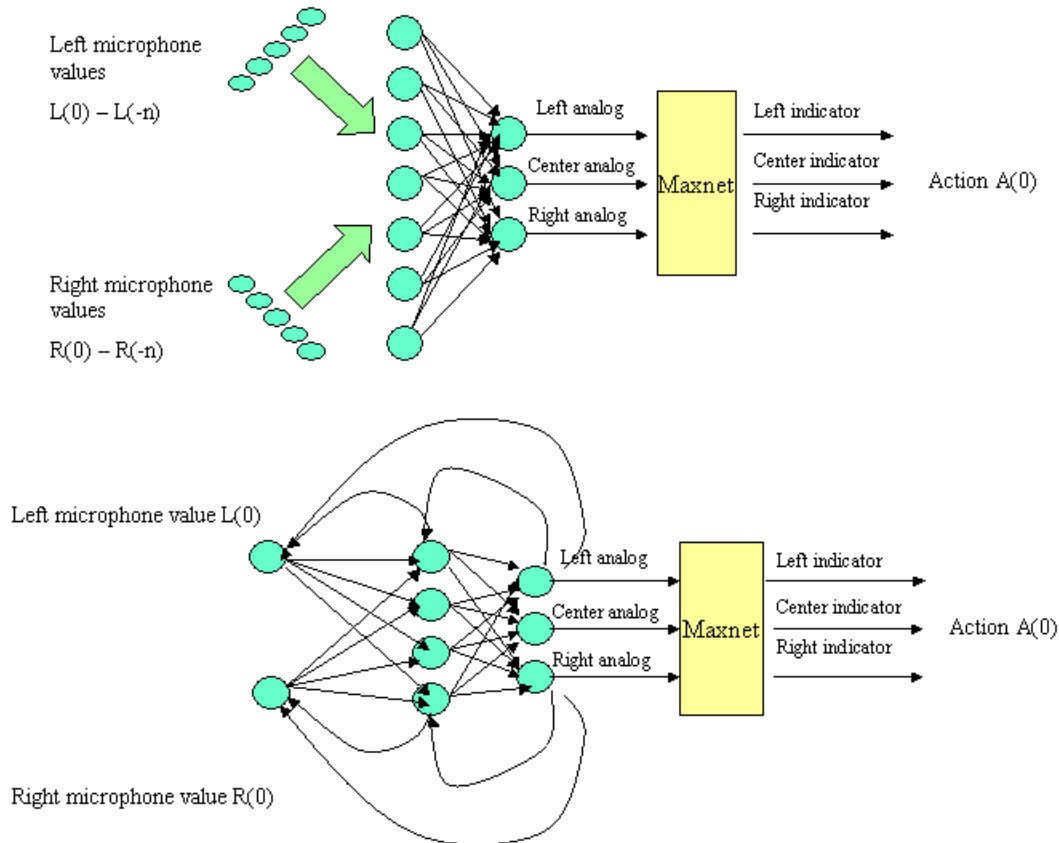 Left microphone
values
L(0) – L(-n)
Right microphone
values
R(0) – R(-n)
Left analog
Center analog
Right analog
Maxnet
Left indicator
Center indicator
Right indicator
Action A(0)
Left microphone value L(0)
Right microphone value R(0)
Left analog
Center analog
Right analog
Maxnet
Left indicator
Center indicator
Right indicator
Action A(0)